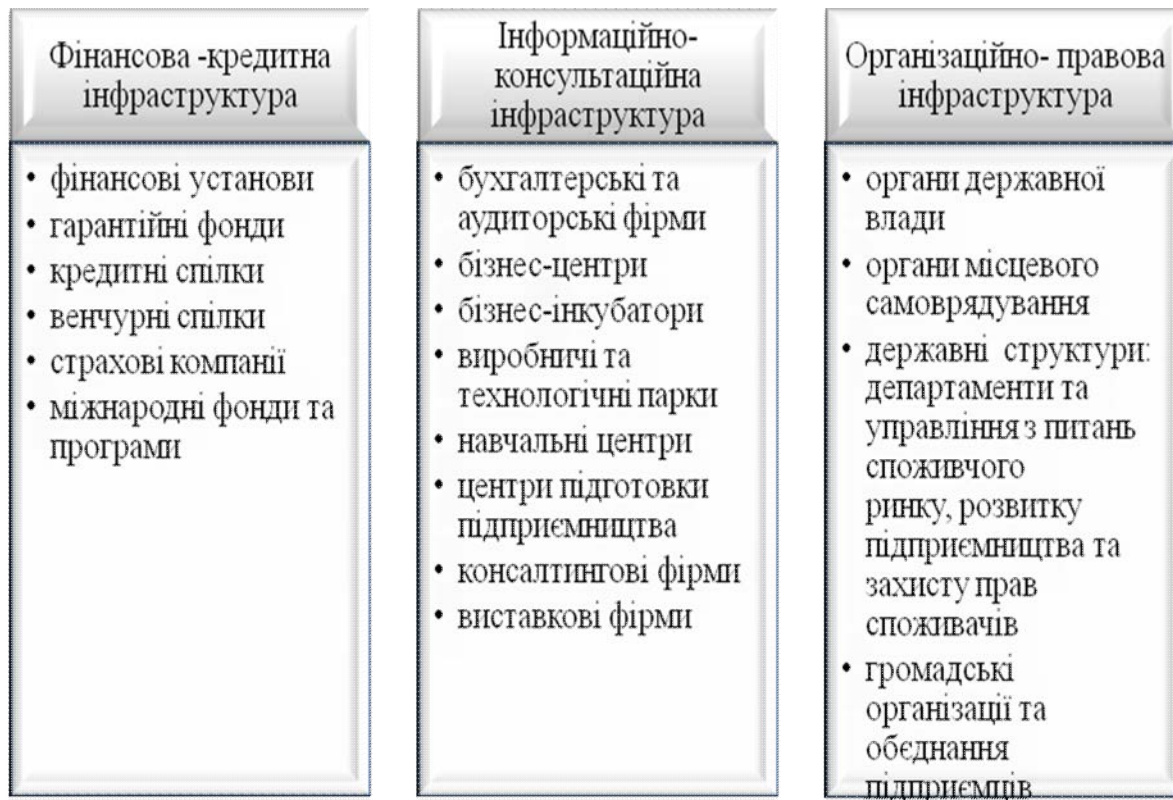 Фінансова -кредитна
інфраструктура
• фінансові установи
• гарантійні фонди
• кредитні спілки
• венчурні спілки
• страхові компанії
• міжнародні фонди та
програми
Інформаційно-
консультаційна
інфраструктура
• бухгалтерські та
аудиторські фірми
• бізнес-центри
• бізнес-інкубатори
• виробничі та
технологічні парки
• навчальні центри
• центри підготовки
підприємництва
• консалтингові фірми
• виставкові фірми
Організаційно- правова
інфраструктура
• органи державної
влади
• органи місцевого
самоврядування
• державні структури:
департаменти та
управління з питань
споживчого
ринку, розвитку
підприємництва та
захисту прав
споживачів
• громадські
організації та
обєднання
підприємців